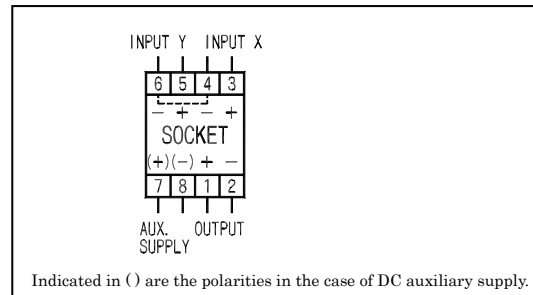 INPUT Y INPUT X
6 5 4 3
− + − +
SOCKET
(+) (−) + −
7 8 1 2
AUX. SUPPLY OUTPUT
Indicated in ( ) are the polarities in the case of DC auxiliary supply.